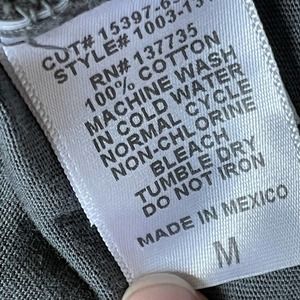 CUT# 15397-6-
STYLE# 1003-131
RN# 137735
100% COTTON
MACHINE WASH
IN COLD WATER
NORMAL CYCLE
NON-CHLORINE
BLEACH
TUMBLE DRY
DO NOT IRON
MADE IN MEXICO
M